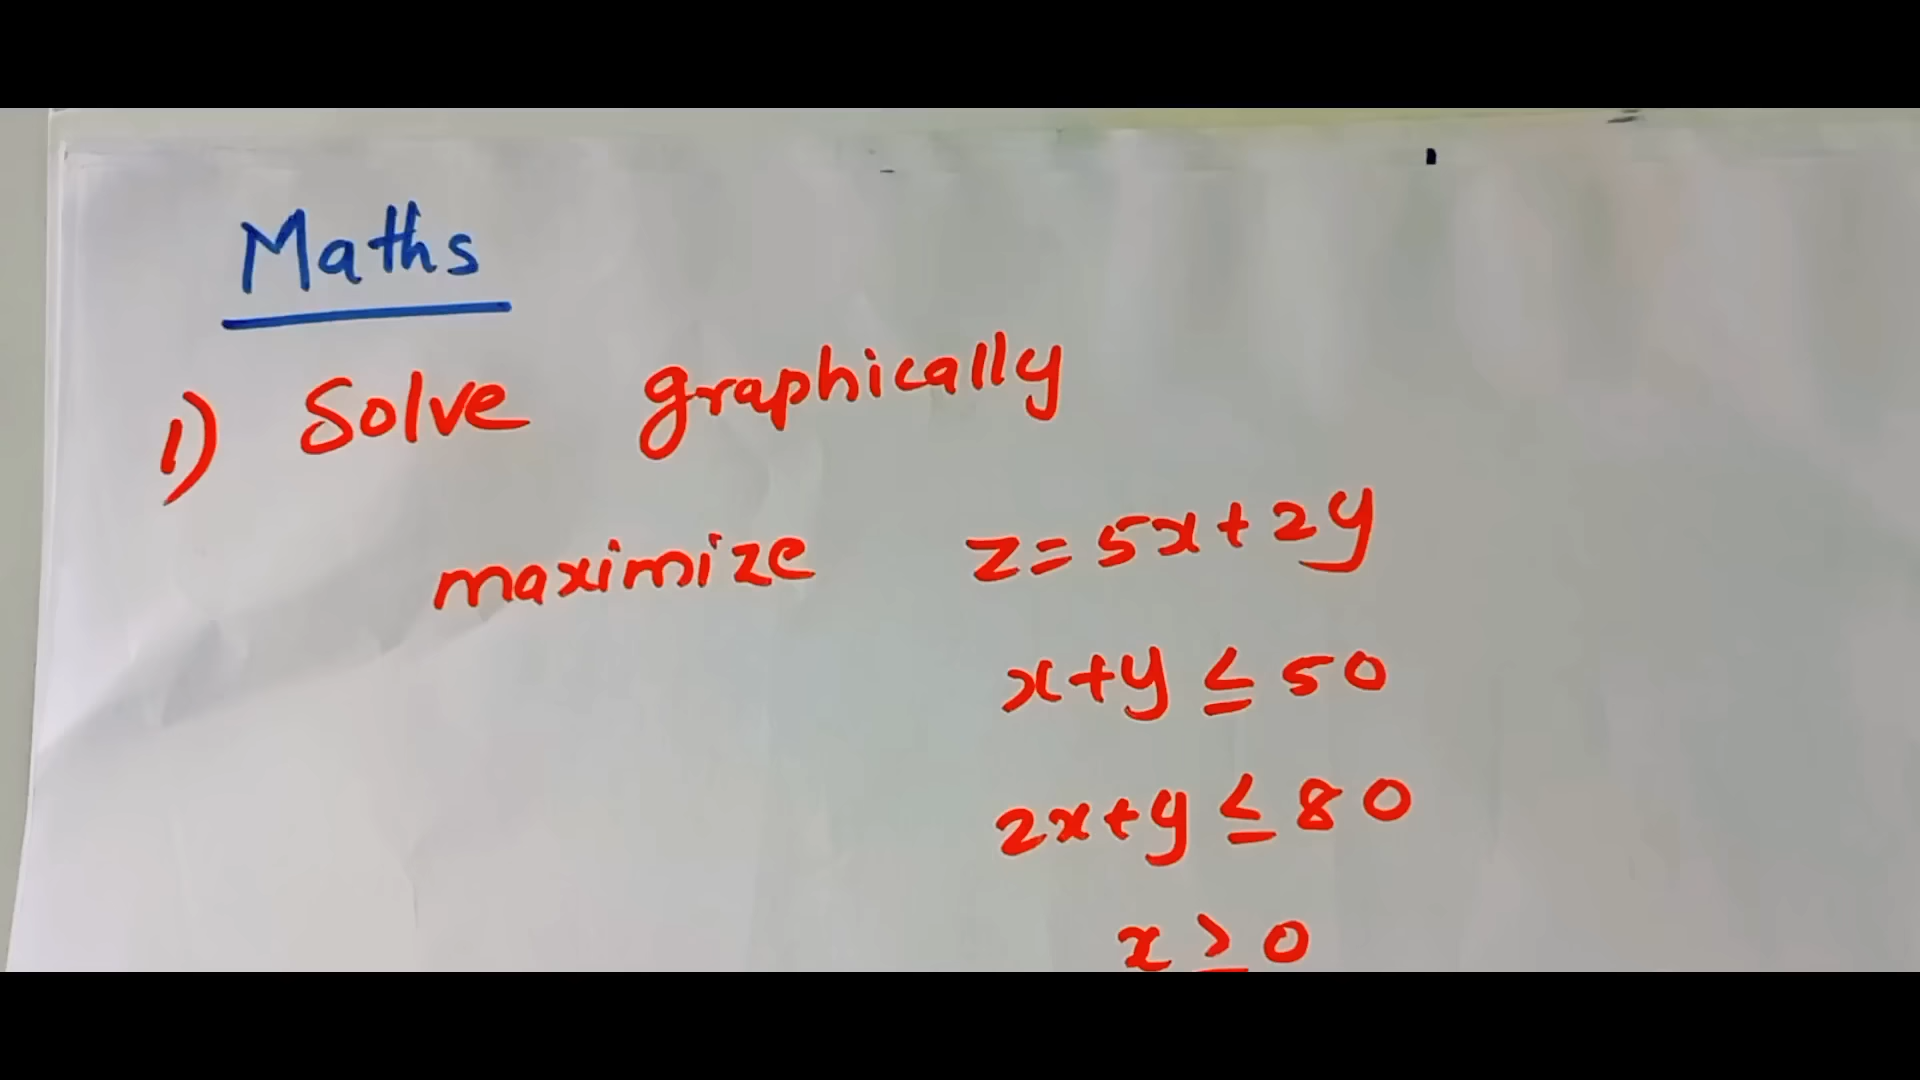 Maths
1) Solve graphically
maximize z=5x+2y
x+y ≤ 50
2x+y ≤ 80
x ≥ 0